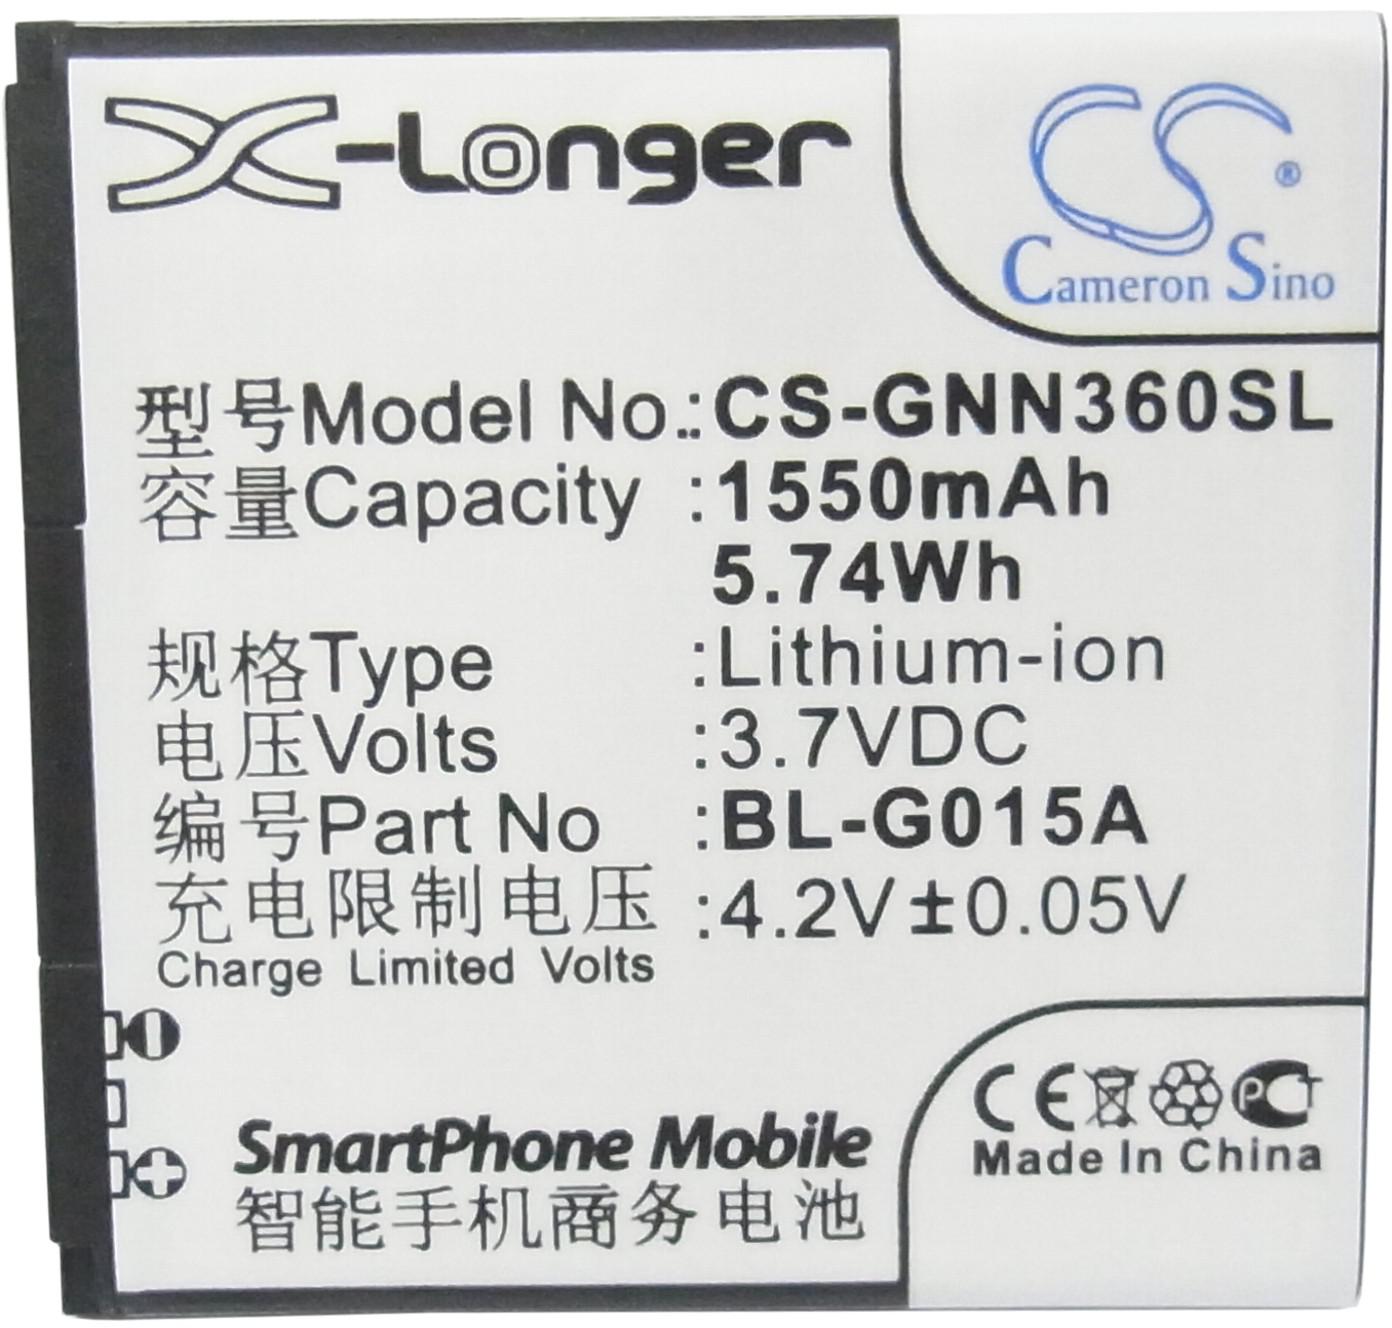 X-Longer
CS®
Cameron Sino
型号Model No.:CS-GNN360SL
容量Capacity :1550mAh
5.74Wh
规格Type :Lithium-ion
电压Volts :3.7VDC
编号Part No :BL-G015A
充电限制电压 :4.2V±0.05V
Charge Limited Volts
SmartPhone Mobile
智能手机商务电池
CE PCT
Made In China